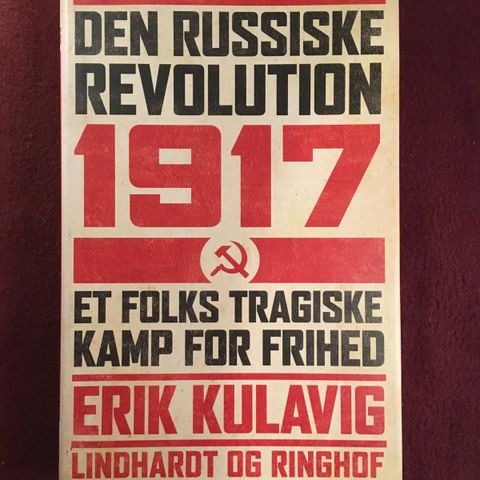 DEN RUSSISKE
REVOLUTION
1917
ET FOLKS TRAGISKE
KAMP FOR FRIHED
ERIK KULAVIG
LINDHARDT OG RINGHOF